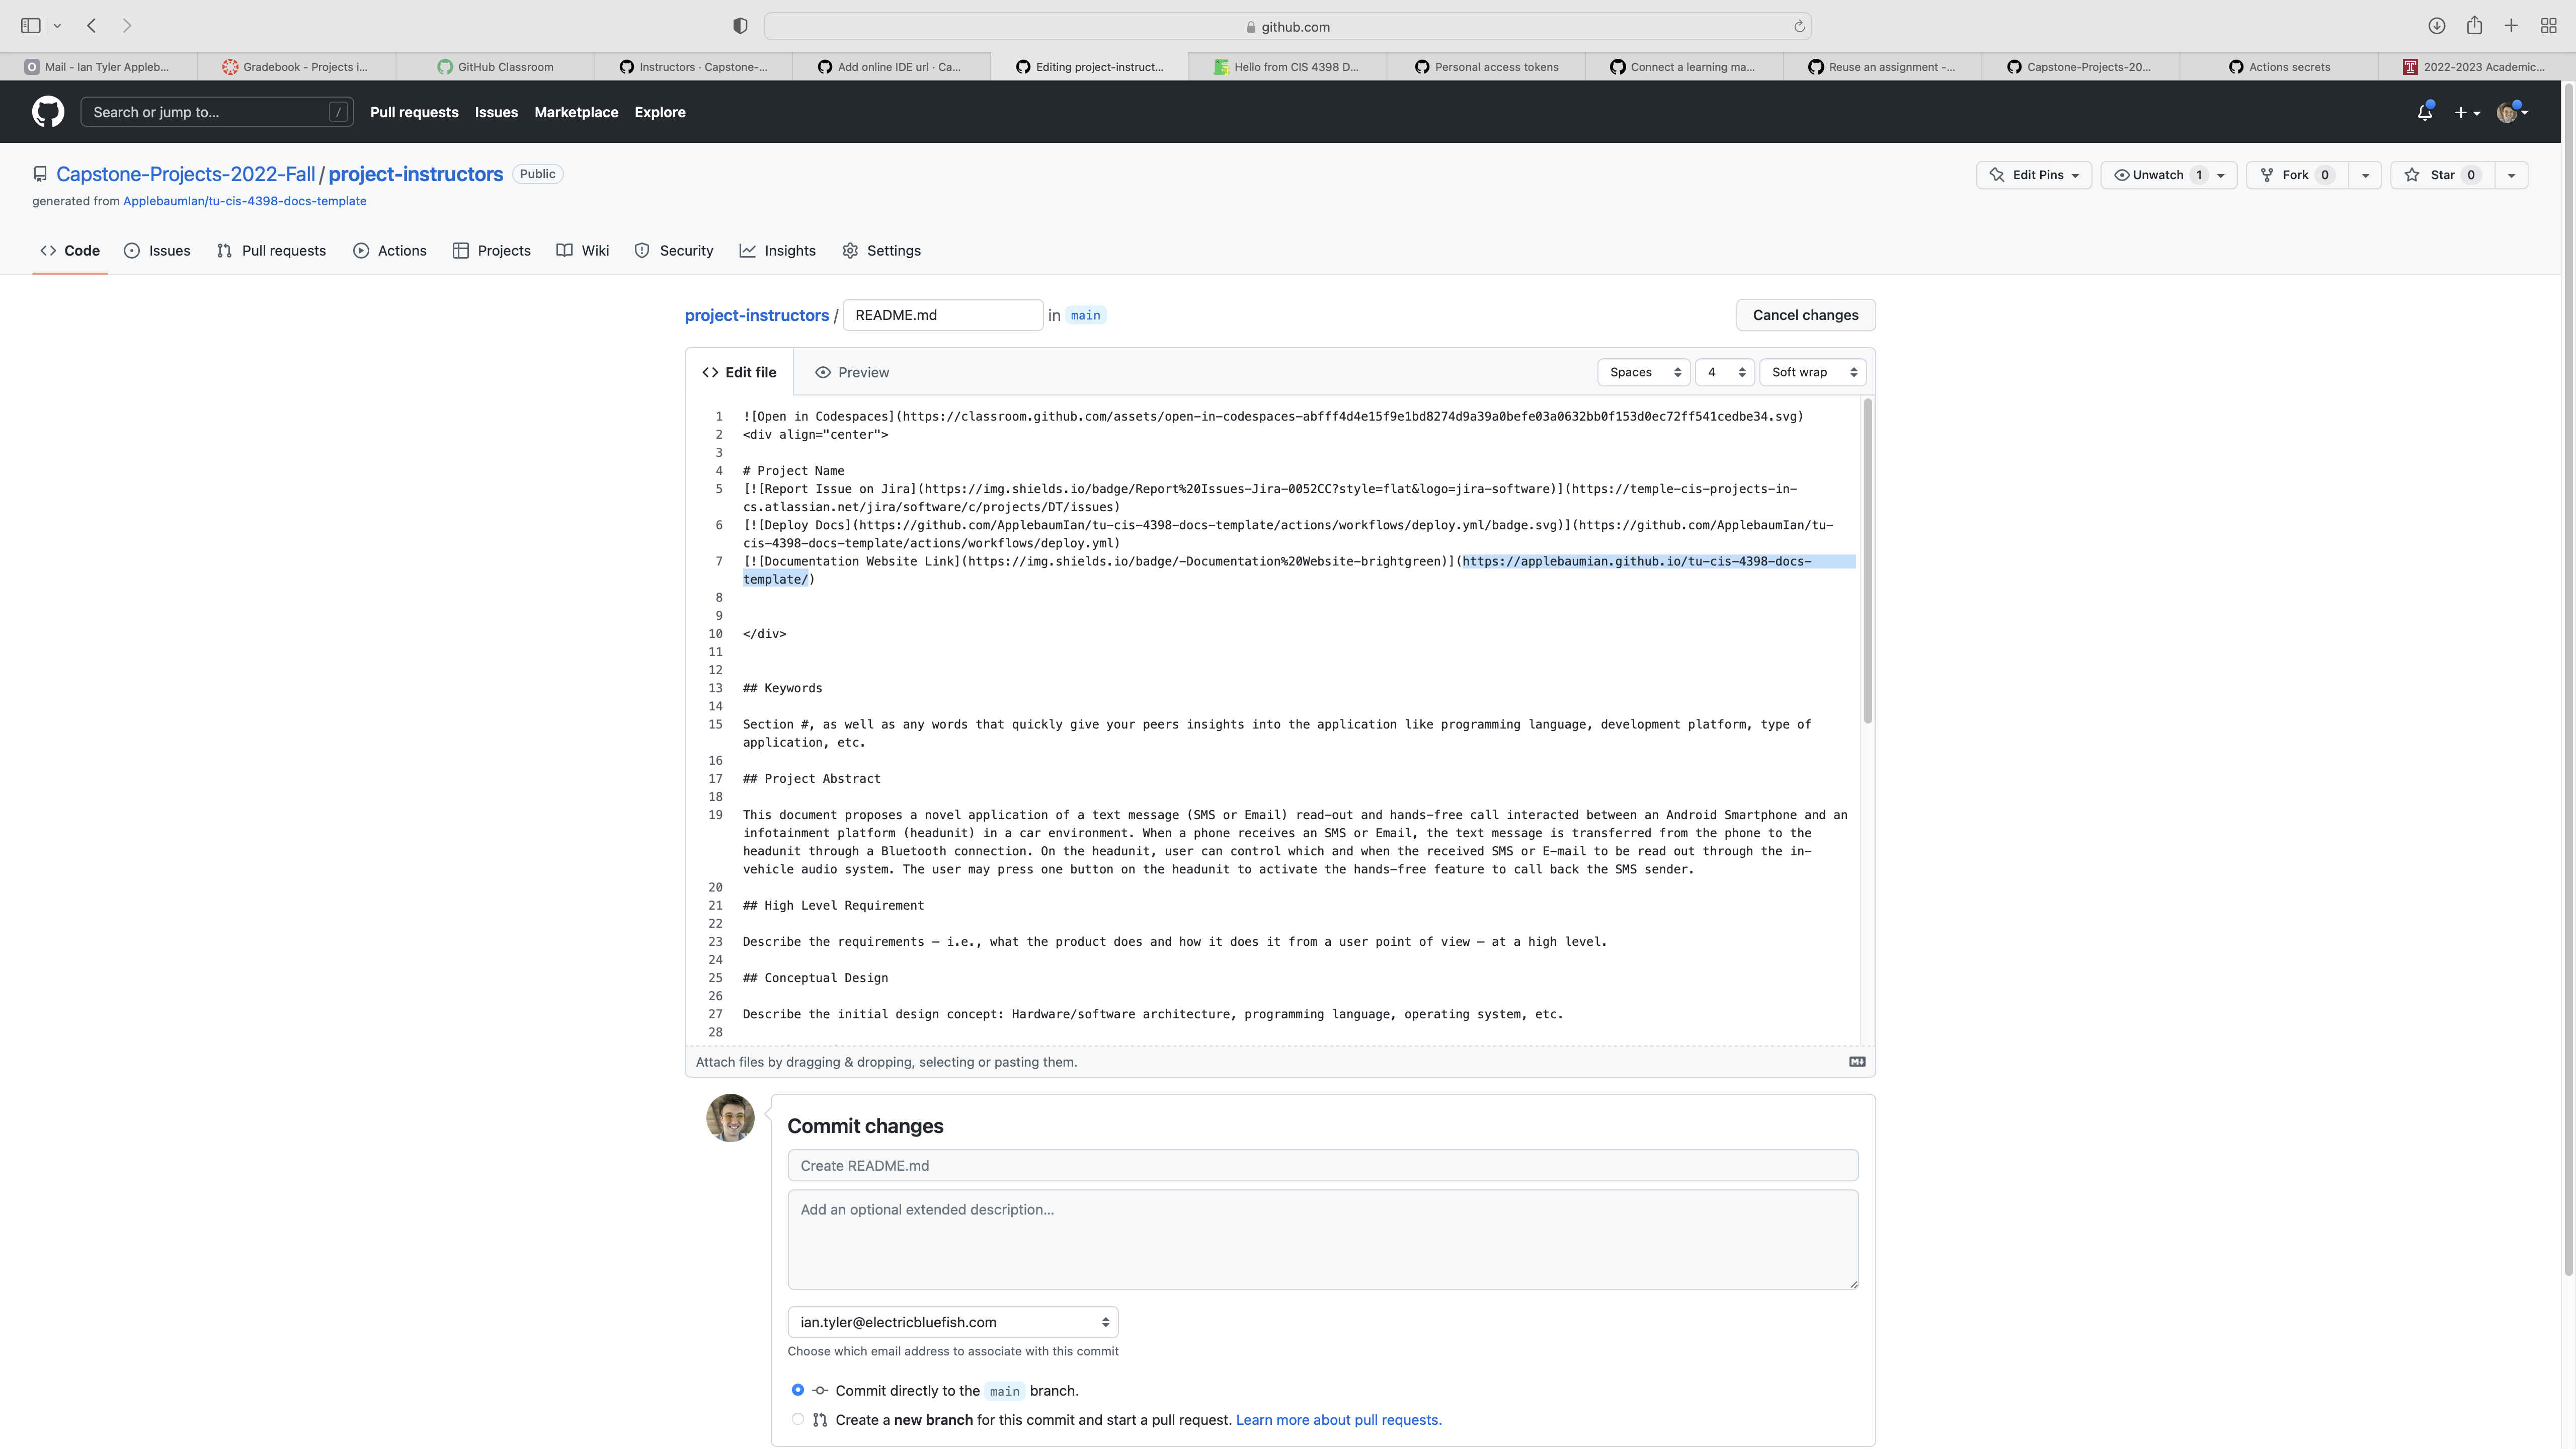 github.com
Mail - Ian Tyler Appleb...
Gradebook - Projects i...
GitHub Classroom
Instructors · Capstone-...
Add online IDE url · Ca...
Editing project-instruct...
Hello from CIS 4398 D...
Personal access tokens
Connect a learning ma...
Reuse an assignment -...
Capstone-Projects-20...
Actions secrets
2022-2023 Academic...
Search or jump to... /
Pull requests
Issues
Marketplace
Explore
Capstone-Projects-2022-Fall / project-instructors Public
Edit Pins
Unwatch 1
Fork 0
Star 0
generated from ApplebaumIan/tu-cis-4398-docs-template
Code
Issues
Pull requests
Actions
Projects
Wiki
Security
Insights
Settings
project-instructors / README.md in main
Cancel changes
Edit file
Preview
Spaces
4
Soft wrap
1 ![Open in Codespaces](https://classroom.github.com/assets/open-in-codespaces-abfff4d4e15f9e1bd8274d9a39a0befe03a0632bb0f153d0ec72ff541cedbe34.svg)
2 <div align="center">
3
4 # Project Name
5 [![Report Issue on Jira](https://img.shields.io/badge/Report%20Issues-Jira-0052CC?style=flat&logo=jira-software)](https://temple-cis-projects-in-
cs.atlassian.net/jira/software/c/projects/DT/issues)
6 [![Deploy Docs](https://github.com/ApplebaumIan/tu-cis-4398-docs-template/actions/workflows/deploy.yml/badge.svg)](https://github.com/ApplebaumIan/tu-
cis-4398-docs-template/actions/workflows/deploy.yml)
7 [![Documentation Website Link](https://img.shields.io/badge/-Documentation%20Website-brightgreen)](https://applebaumian.github.io/tu-cis-4398-docs-
template/)
8
9
10 </div>
11
12
13 ## Keywords
14
15 Section #, as well as any words that quickly give your peers insights into the application like programming language, development platform, type of
application, etc.
16
17 ## Project Abstract
18
19 This document proposes a novel application of a text message (SMS or Email) read-out and hands-free call interacted between an Android Smartphone and an
infotainment platform (headunit) in a car environment. When a phone receives an SMS or Email, the text message is transferred from the phone to the
headunit through a Bluetooth connection. On the headunit, user can control which and when the received SMS or E-mail to be read out through the in-
vehicle audio system. The user may press one button on the headunit to activate the hands-free feature to call back the SMS sender.
20
21 ## High Level Requirement
22
23 Describe the requirements – i.e., what the product does and how it does it from a user point of view – at a high level.
24
25 ## Conceptual Design
26
27 Describe the initial design concept: Hardware/software architecture, programming language, operating system, etc.
28
Attach files by dragging & dropping, selecting or pasting them.
Commit changes
Create README.md
Add an optional extended description...
ian.tyler@electricbluefish.com
Choose which email address to associate with this commit
Commit directly to the main branch.
Create a new branch for this commit and start a pull request. Learn more about pull requests.